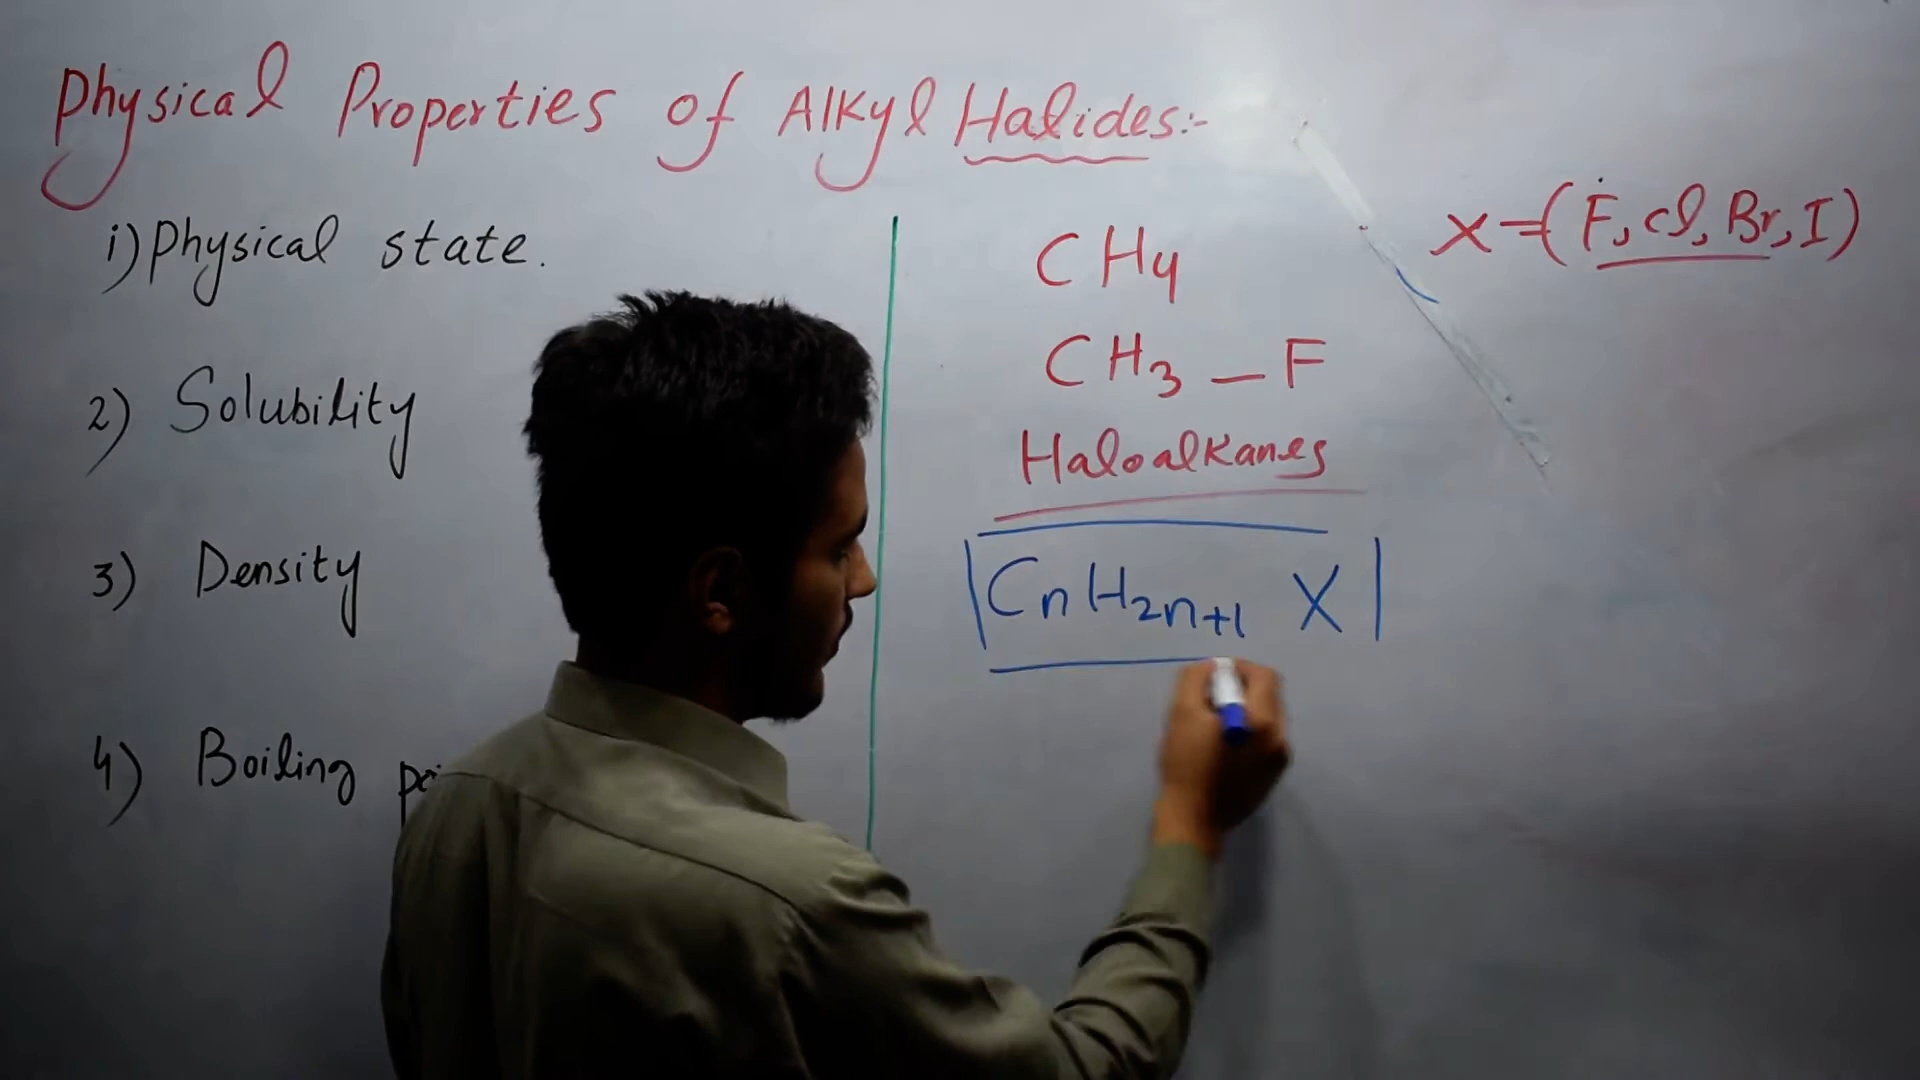 Physical Properties of Alkyl Halides:-
i) Physical state.
2) Solubility
3) Density
4) Boiling
CH4
CH3 – F
Haloalkanes
CnH2n+1 X
X=(F, Cl, Br, I)